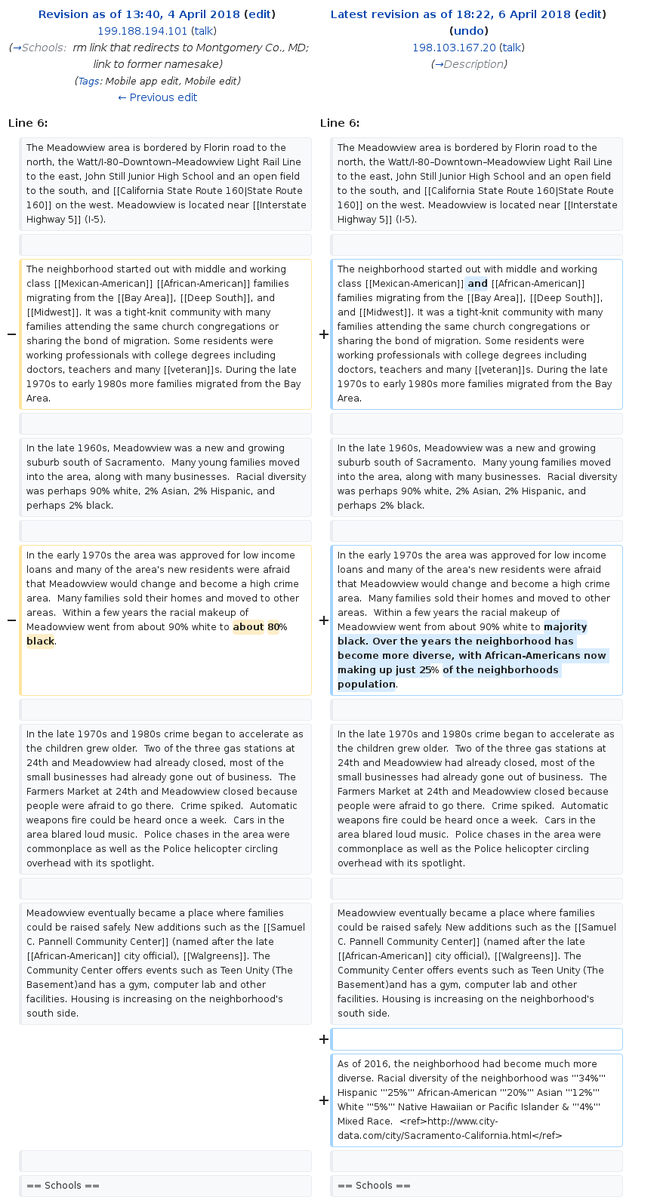 Revision as of 13:40, 4 April 2018 (edit)
199.188.194.101 (talk)
(→Schools: rm link that redirects to Montgomery Co., MD;
link to former namesake)
(Tags: Mobile app edit, Mobile edit)
← Previous edit
Latest revision as of 18:22, 6 April 2018 (edit)
(undo)
198.103.167.20 (talk)
(→Description)
Line 6:
Line 6:
The Meadowview area is bordered by Florin road to the
north, the Watt/I-80–Downtown–Meadowview Light Rail Line
to the east, John Still Junior High School and an open field
to the south, and [[California State Route 160|State Route
160]] on the west. Meadowview is located near [[Interstate
Highway 5]] (I-5).
The Meadowview area is bordered by Florin road to the
north, the Watt/I-80–Downtown–Meadowview Light Rail Line
to the east, John Still Junior High School and an open field
to the south, and [[California State Route 160|State Route
160]] on the west. Meadowview is located near [[Interstate
Highway 5]] (I-5).
−
The neighborhood started out with middle and working
class [[Mexican-American]] [[African-American]] families
migrating from the [[Bay Area]], [[Deep South]], and
[[Midwest]]. It was a tight-knit community with many
families attending the same church congregations or
sharing the bond of migration. Some residents were
working professionals with college degrees including
doctors, teachers and many [[veteran]]s. During the late
1970s to early 1980s more families migrated from the Bay
Area.
+
The neighborhood started out with middle and working
class [[Mexican-American]] and [[African-American]]
families migrating from the [[Bay Area]], [[Deep South]],
and [[Midwest]]. It was a tight-knit community with many
families attending the same church congregations or
sharing the bond of migration. Some residents were
working professionals with college degrees including
doctors, teachers and many [[veteran]]s. During the late
1970s to early 1980s more families migrated from the Bay
Area.
In the late 1960s, Meadowview was a new and growing
suburb south of Sacramento.  Many young families moved
into the area, along with many businesses.  Racial diversity
was perhaps 90% white, 2% Asian, 2% Hispanic, and
perhaps 2% black.
In the late 1960s, Meadowview was a new and growing
suburb south of Sacramento.  Many young families moved
into the area, along with many businesses.  Racial diversity
was perhaps 90% white, 2% Asian, 2% Hispanic, and
perhaps 2% black.
−
In the early 1970s the area was approved for low income
loans and many of the area's new residents were afraid
that Meadowview would change and become a high crime
area.  Many families sold their homes and moved to other
areas.  Within a few years the racial makeup of
Meadowview went from about 90% white to about 80%
black.
+
In the early 1970s the area was approved for low income
loans and many of the area's new residents were afraid
that Meadowview would change and become a high crime
area.  Many families sold their homes and moved to other
areas.  Within a few years the racial makeup of
Meadowview went from about 90% white to majority
black. Over the years the neighborhood has
become more diverse, with African-Americans now
making up just 25% of the neighborhoods
population.
In the late 1970s and 1980s crime began to accelerate as
the children grew older.  Two of the three gas stations at
24th and Meadowview had already closed, most of the
small businesses had already gone out of business.  The
Farmers Market at 24th and Meadowview closed because
people were afraid to go there.  Crime spiked.  Automatic
weapons fire could be heard once a week.  Cars in the
area blared loud music.  Police chases in the area were
commonplace as well as the Police helicopter circling
overhead with its spotlight.
In the late 1970s and 1980s crime began to accelerate as
the children grew older.  Two of the three gas stations at
24th and Meadowview had already closed, most of the
small businesses had already gone out of business.  The
Farmers Market at 24th and Meadowview closed because
people were afraid to go there.  Crime spiked.  Automatic
weapons fire could be heard once a week.  Cars in the
area blared loud music.  Police chases in the area were
commonplace as well as the Police helicopter circling
overhead with its spotlight.
Meadowview eventually became a place where families
could be raised safely. New additions such as the [[Samuel
C. Pannell Community Center]] (named after the late
[[African-American]] city official), [[Walgreens]]. The
Community Center offers events such as Teen Unity (The
Basement)and has a gym, computer lab and other
facilities. Housing is increasing on the neighborhood's
south side.
Meadowview eventually became a place where families
could be raised safely. New additions such as the [[Samuel
C. Pannell Community Center]] (named after the late
[[African-American]] city official), [[Walgreens]]. The
Community Center offers events such as Teen Unity (The
Basement)and has a gym, computer lab and other
facilities. Housing is increasing on the neighborhood's
south side.
+
+
As of 2016, the neighborhood had become much more
diverse. Racial diversity of the neighborhood was '''34%'''
Hispanic '''25%''' African-American '''20%''' Asian '''12%'''
White '''5%''' Native Hawaiian or Pacific Islander & '''4%'''
Mixed Race.  <ref>http://www.city-
data.com/city/Sacramento-California.html</ref>
== Schools ==
== Schools ==